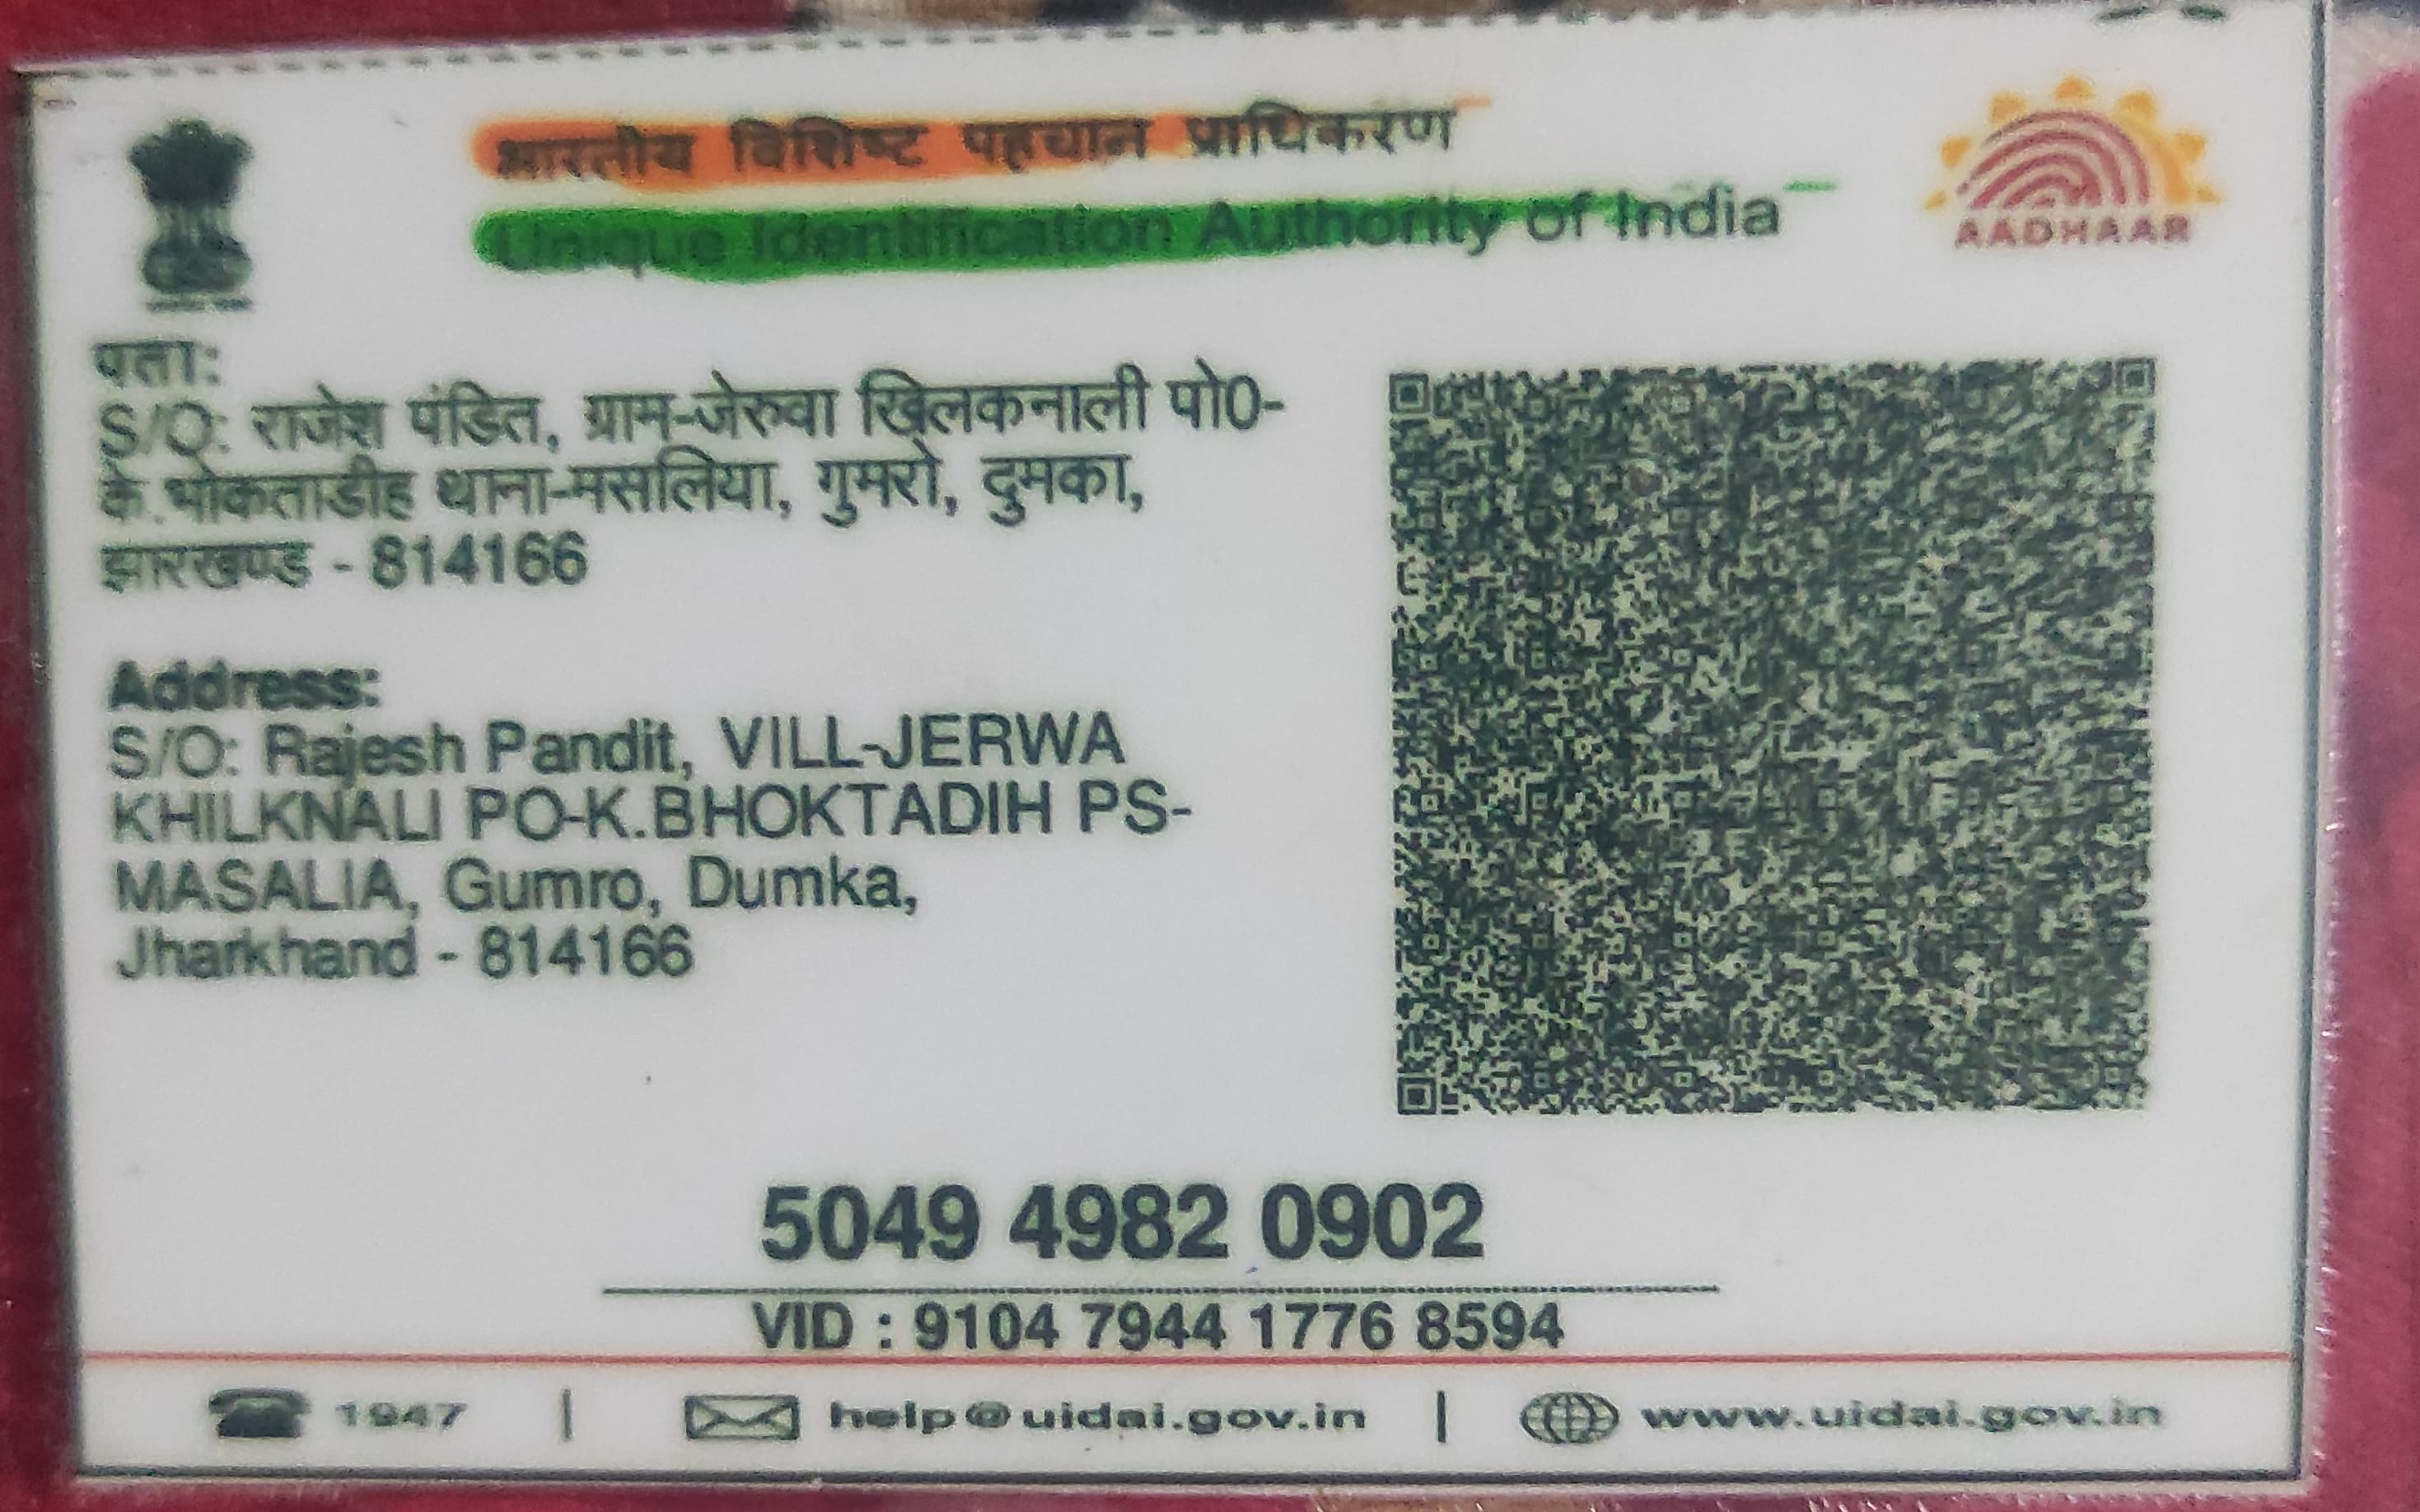 भारतीय विशिष्ट पहचान प्राधिकरण
Unique Identification Authority of India
AADHAAR
पता:
S/O: राजेश पंडित, ग्राम-जेरुवा खिलकनाली पो0-
के.भोकताडीह थाना-मसलिया, गुमरो, दुमका,
झारखण्ड - 814166
Address:
S/O: Rajesh Pandit, VILL-JERWA
KHILKNALI PO-K.BHOKTADIH PS-
MASALIA, Gumro, Dumka,
Jharkhand - 814166
5049 4982 0902
VID : 9104 7944 1776 8594
1947 | help@uidai.gov.in | www.uidai.gov.in